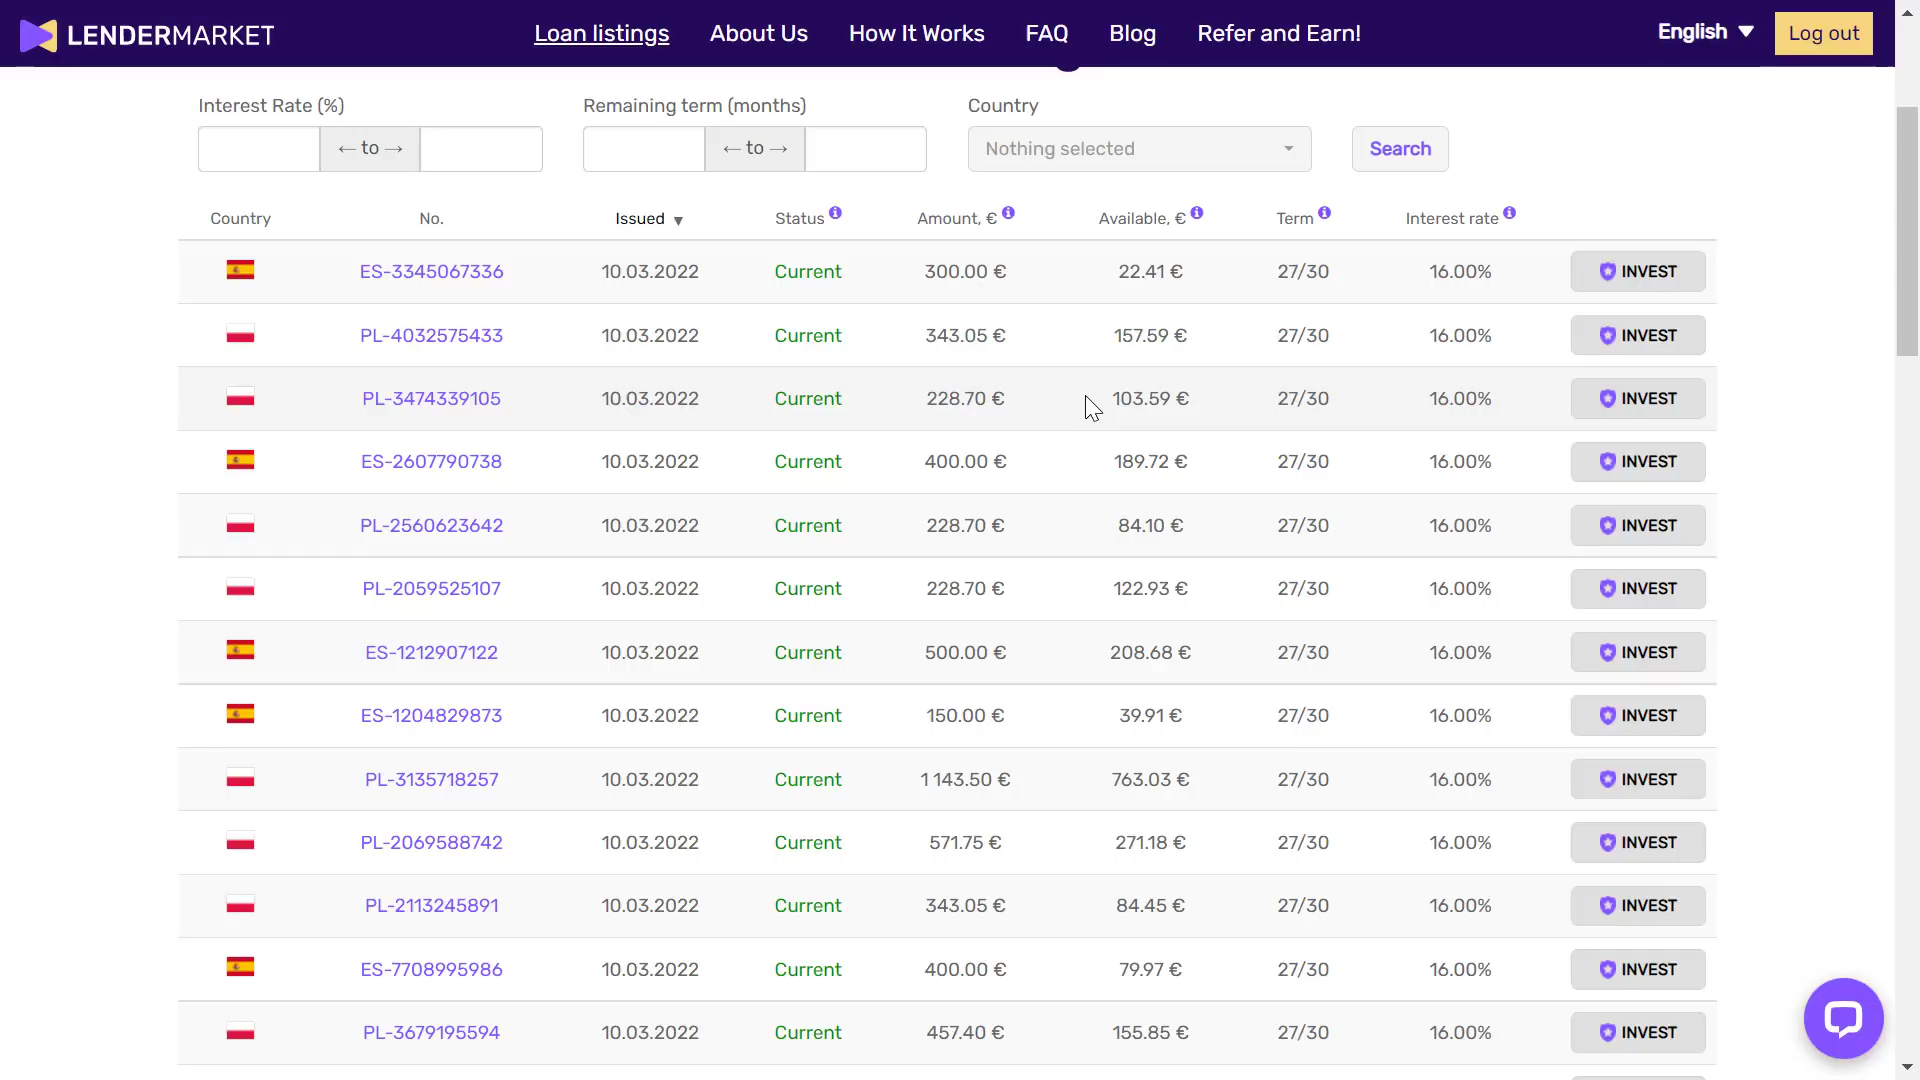 LENDERMARKET Loan listings About Us How It Works FAQ Blog Refer and Earn! English Log out
Interest Rate (%) Remaining term (months) Country
← to → ← to → Nothing selected Search
Country No. Issued ▼ Status Amount, € Available, € Term Interest rate
ES-3345067336 10.03.2022 Current 300.00 € 22.41 € 27/30 16.00% INVEST
PL-4032575433 10.03.2022 Current 343.05 € 157.59 € 27/30 16.00% INVEST
PL-3474339105 10.03.2022 Current 228.70 € 103.59 € 27/30 16.00% INVEST
ES-2607790738 10.03.2022 Current 400.00 € 189.72 € 27/30 16.00% INVEST
PL-2560623642 10.03.2022 Current 228.70 € 84.10 € 27/30 16.00% INVEST
PL-2059525107 10.03.2022 Current 228.70 € 122.93 € 27/30 16.00% INVEST
ES-1212907122 10.03.2022 Current 500.00 € 208.68 € 27/30 16.00% INVEST
ES-1204829873 10.03.2022 Current 150.00 € 39.91 € 27/30 16.00% INVEST
PL-3135718257 10.03.2022 Current 1 143.50 € 763.03 € 27/30 16.00% INVEST
PL-2069588742 10.03.2022 Current 571.75 € 271.18 € 27/30 16.00% INVEST
PL-2113245891 10.03.2022 Current 343.05 € 84.45 € 27/30 16.00% INVEST
ES-7708995986 10.03.2022 Current 400.00 € 79.97 € 27/30 16.00% INVEST
PL-3679195594 10.03.2022 Current 457.40 € 155.85 € 27/30 16.00% INVEST